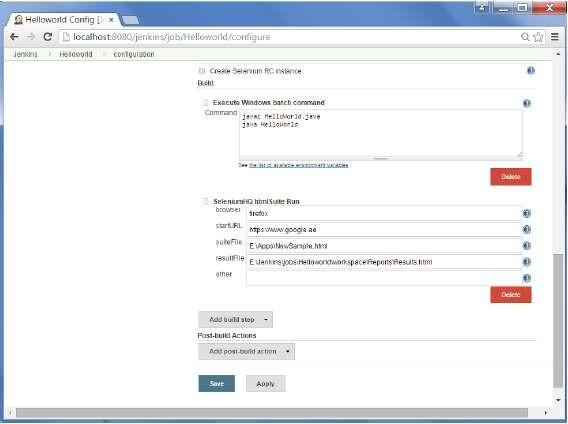 Helloworld Config [J
localhost:8080/jenkins/job/Helloworld/configure
Jenkins Helloworld configuration
Create Selenium RC instance
Build
Execute Windows batch command
Command
javac HelloWorld.java
java HelloWorld
See the list of available environment variables
Delete
SeleniumHQ htmlSuite Run
browser firefox
startURL https://www.google.ae
suiteFile E:\Apps\NewSample.html
resultFile E:\Jenkins\jobs\Helloworld\workspace\Reports\Results.html
other
Delete
Add build step
Post-build Actions
Add post-build action
Save Apply